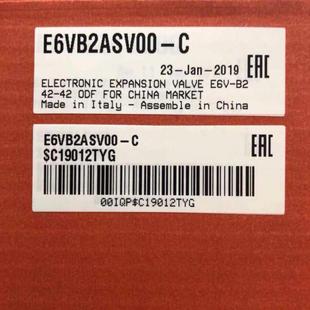 E6VB2ASV00-C
23-Jan-2019 EAC
ELECTRONIC EXPANSION VALVE E6V-B2
42-42 ODF FOR CHINA MARKET
Made in Italy - Assemble in China
E6VB2ASV00-C EAC
$C19012TYG
00IQP$C19012TYG